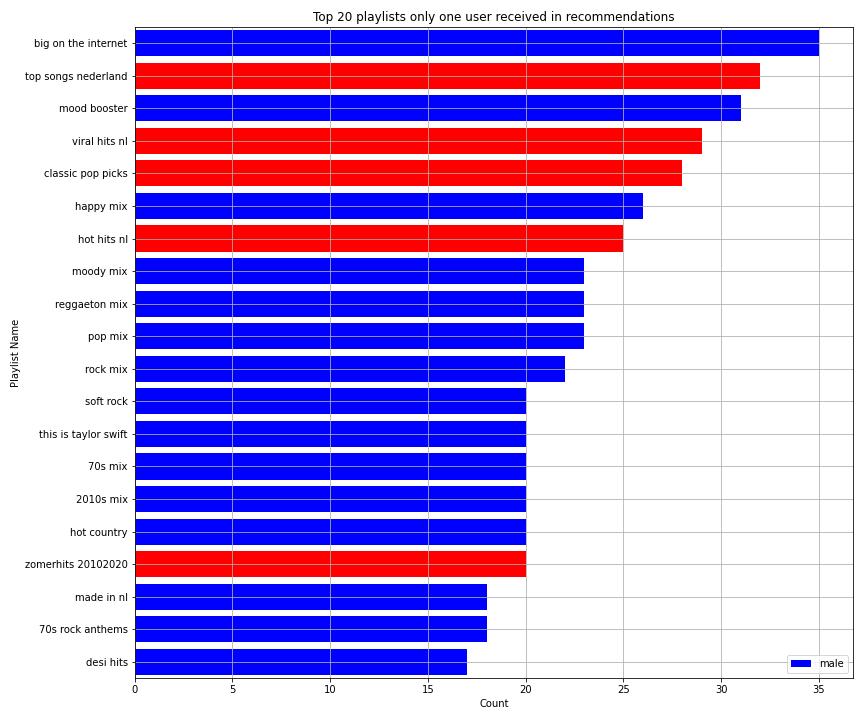 Top 20 playlists only one user received in recommendations
big on the internet
top songs nederland
mood booster
viral hits nl
classic pop picks
happy mix
hot hits nl
moody mix
reggaeton mix
pop mix
rock mix
soft rock
this is taylor swift
70s mix
2010s mix
hot country
zomerhits 20102020
made in nl
70s rock anthems
desi hits
Playlist Name
male
0 5 10 15 20 25 30 35
Count